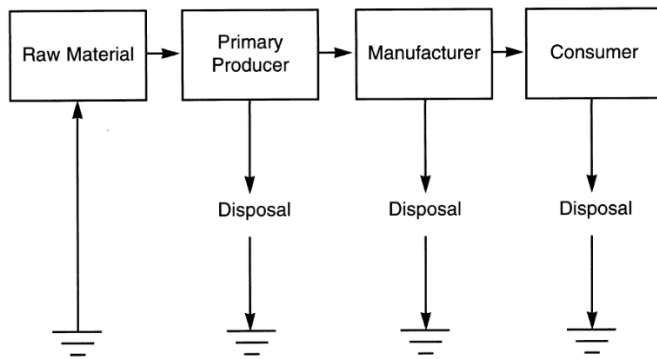 Raw Material
Primary
Producer
Manufacturer
Consumer
Disposal
Disposal
Disposal